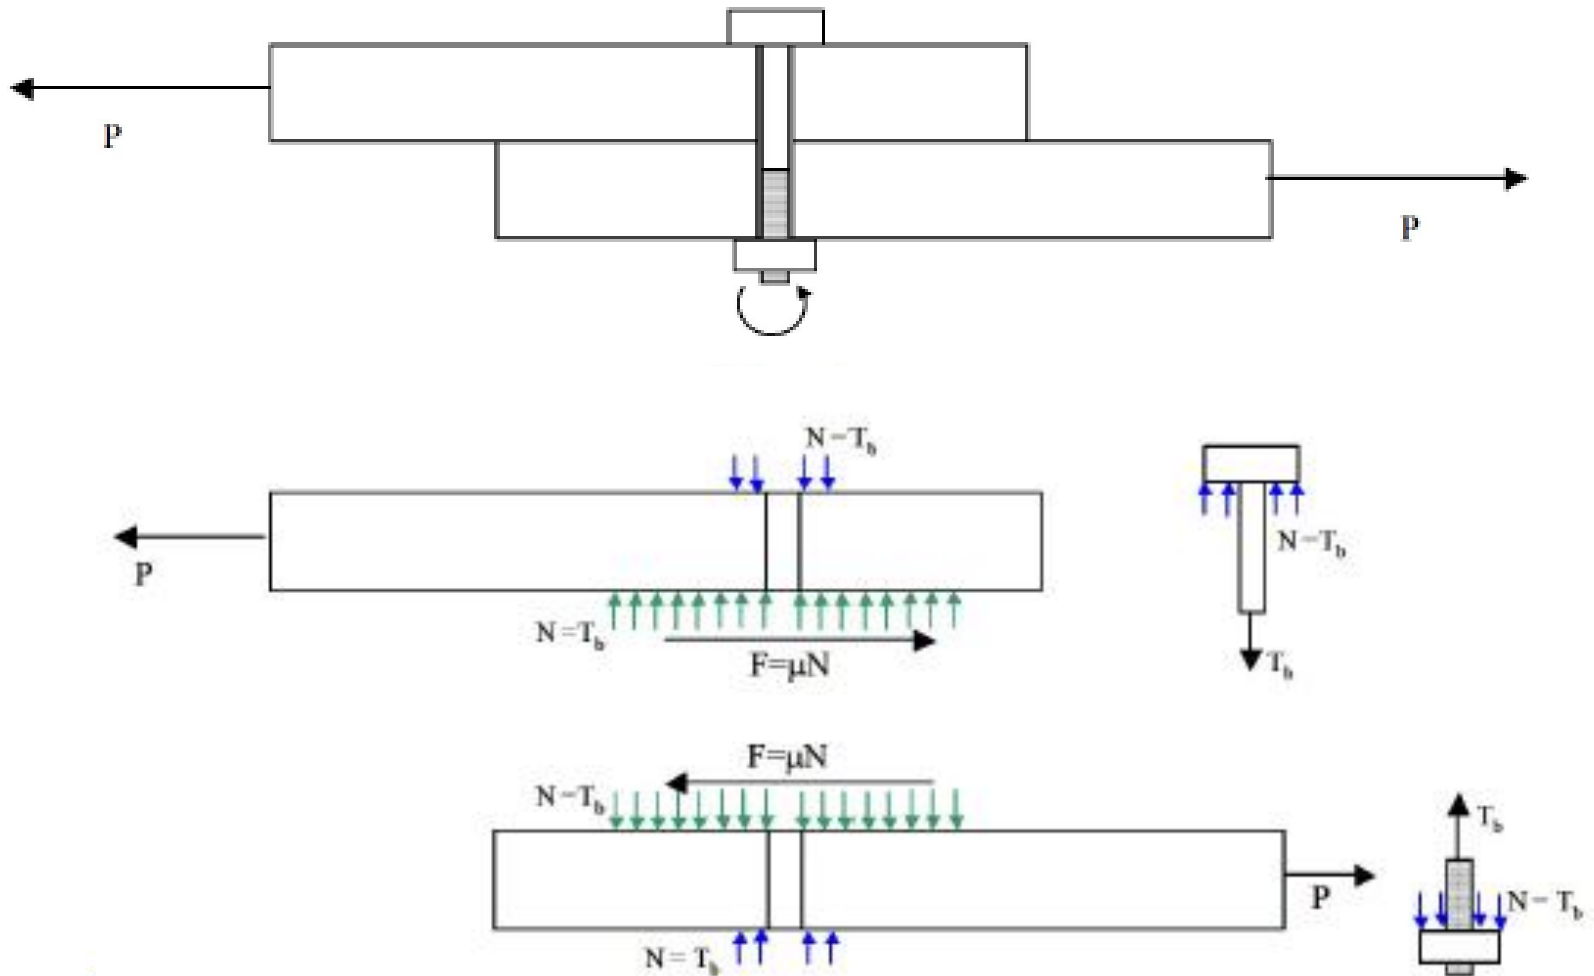 P
P
N=T_b
P
N=T_b
N=T_b
F=μN
T_b
F=μN
N=T_b
T_b
P
N= T_b
N= T_b